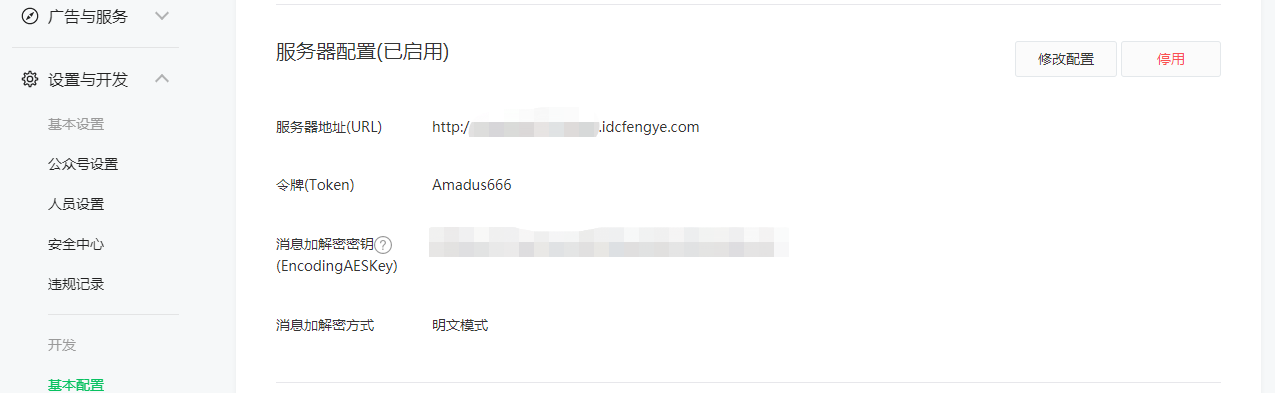 广告与服务
设置与开发
基本设置
公众号设置
人员设置
安全中心
违规记录
开发
基本配置
服务器配置(已启用)
修改配置
停用
服务器地址(URL) http:/ .idcfengye.com
令牌(Token) Amadus666
消息加解密密钥?
(EncodingAESKey)
消息加解密方式 明文模式